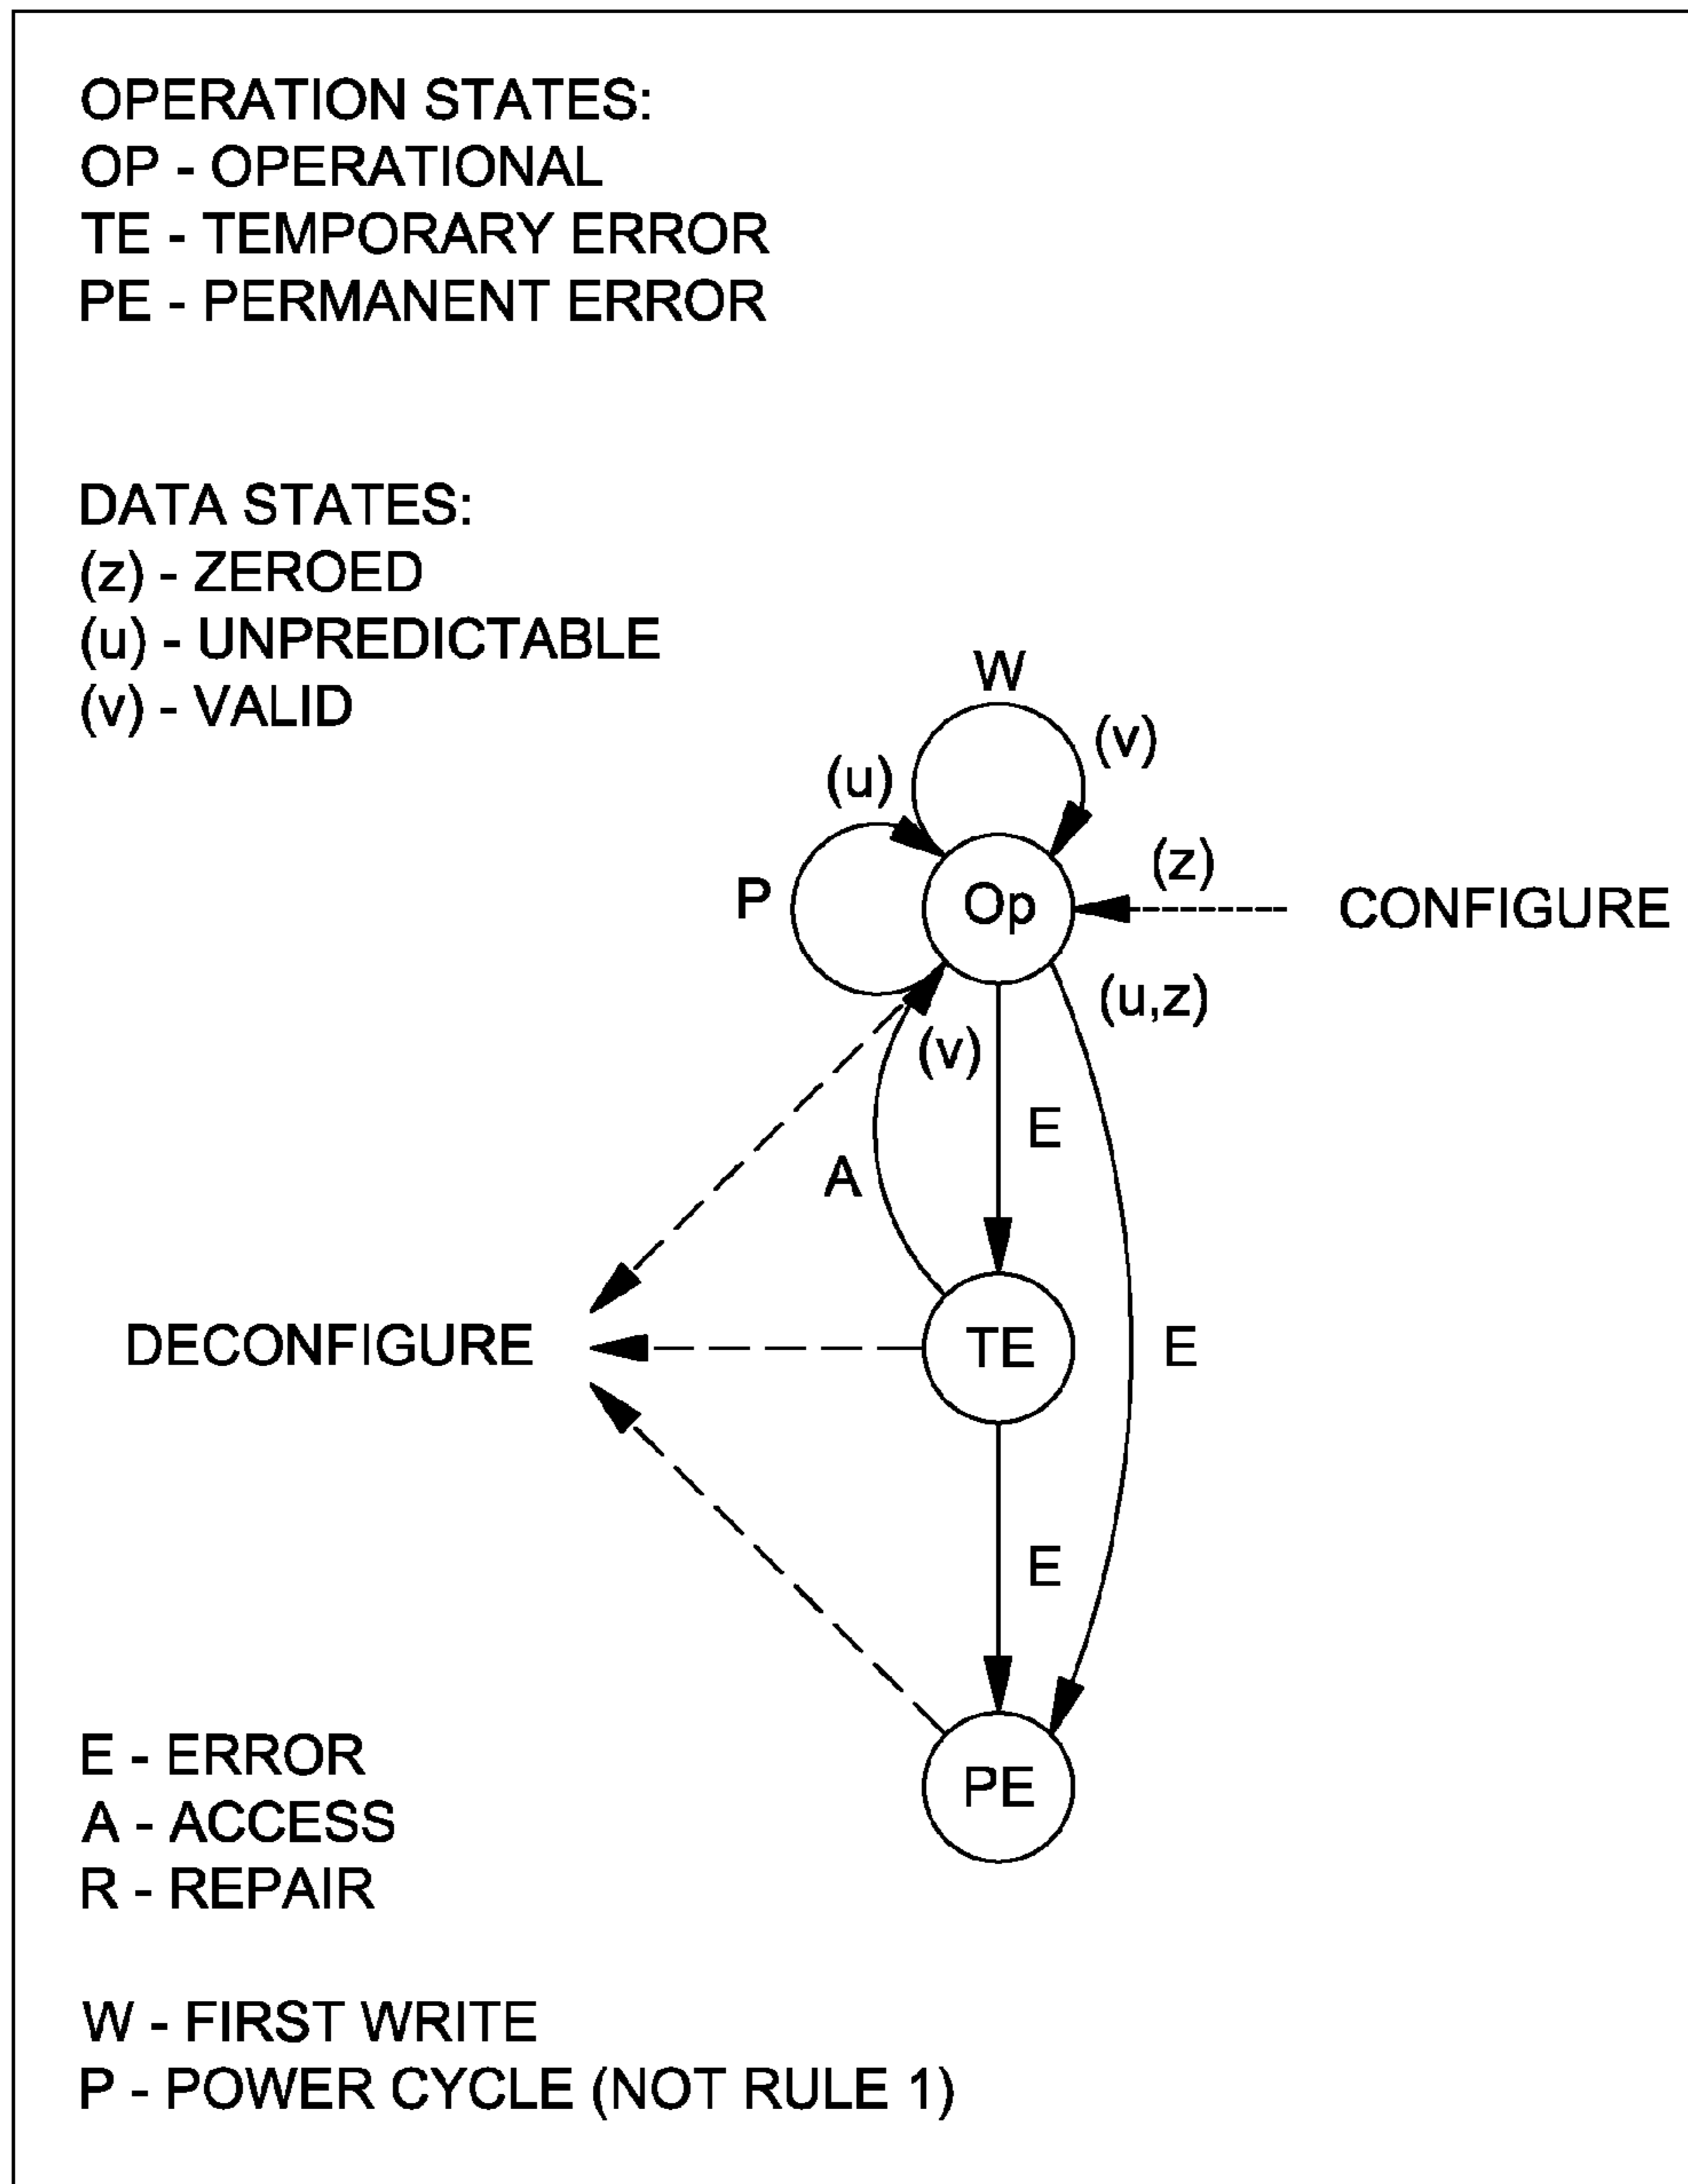 OPERATION STATES:
OP - OPERATIONAL
TE - TEMPORARY ERROR
PE - PERMANENT ERROR
DATA STATES:
(z) - ZEROED
(u) - UNPREDICTABLE
(v) - VALID
W
(v)
(u)
(z)
P
Op
CONFIGURE
(u,z)
(v)
E
A
DECONFIGURE
TE
E
E
PE
E - ERROR
A - ACCESS
R - REPAIR
W - FIRST WRITE
P - POWER CYCLE (NOT RULE 1)